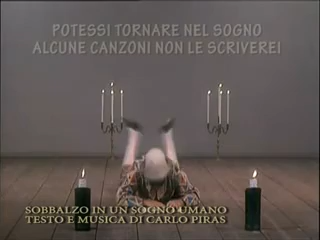 POTESSI TORNARE NEL SOGNO
ALCUNE CANZONI NON LE SCRIVEREI
SOBBALZO IN UN SOGNO UMANO
TESTO E MUSICA DI CARLO PIRAS